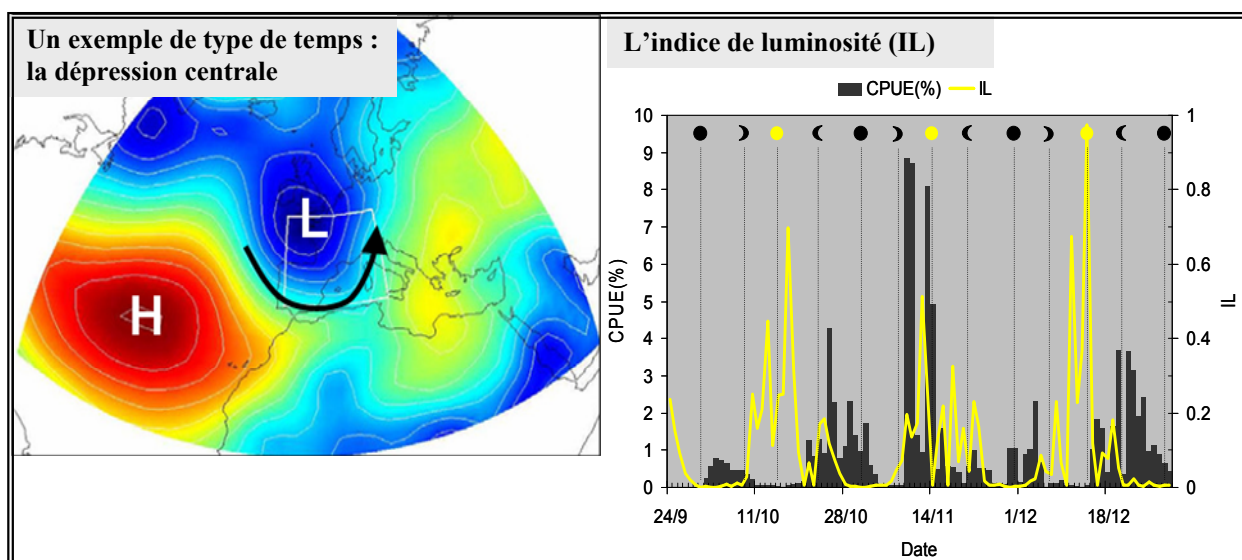 Un exemple de type de temps :
la dépression centrale
L
H
L'indice de luminosité (IL)
CPUE(%) IL
10 1
9
8 0.8
7
6 0.6
5
4 0.4
3
2 0.2
1
0 0
CPUE(%)
IL
24/9 11/10 28/10 14/11 1/12 18/12
Date